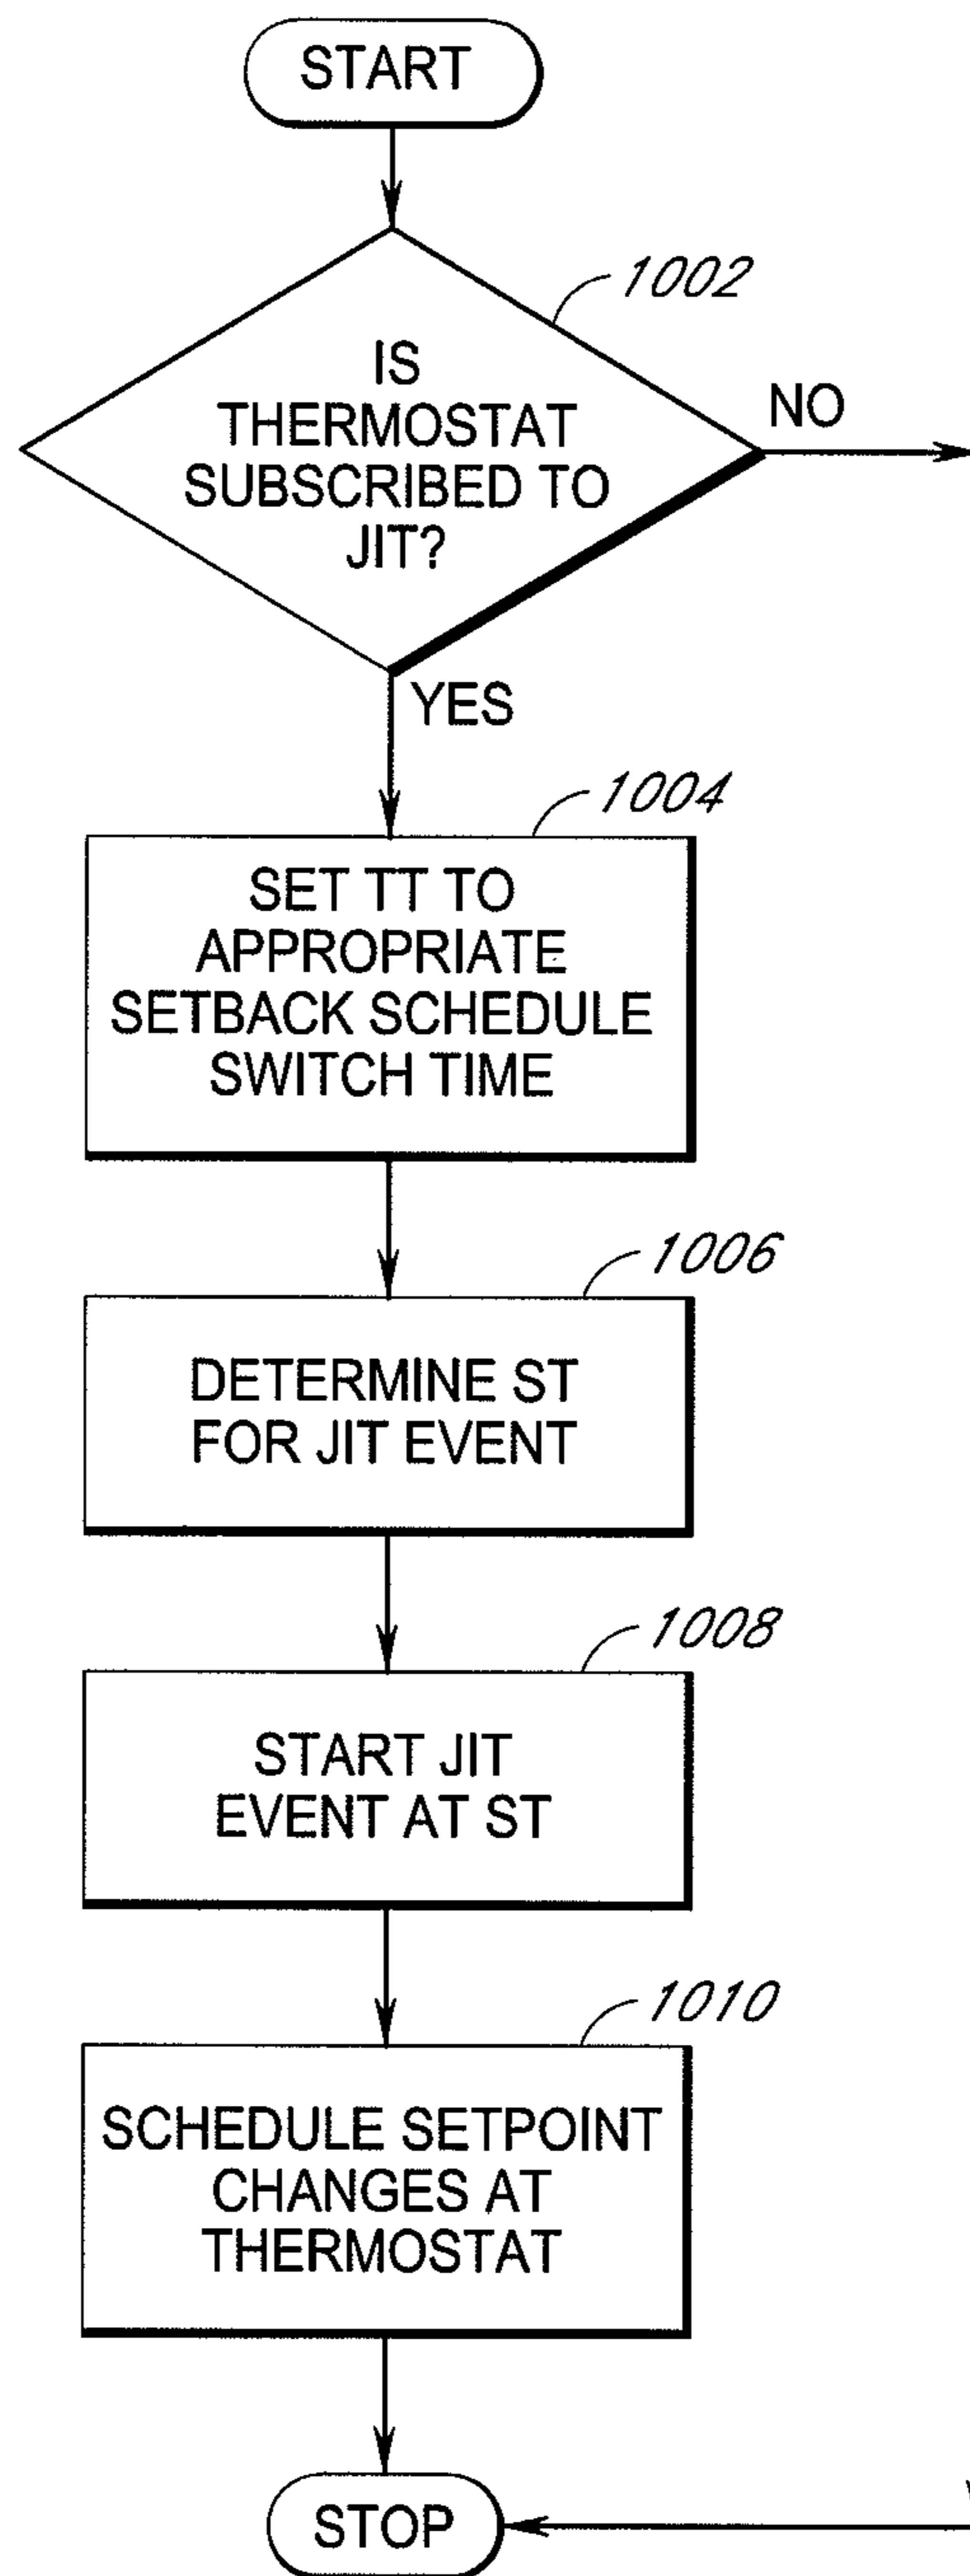 START
1002
IS
THERMOSTAT
SUBSCRIBED TO
JIT?
NO
YES
1004
SET TT TO
APPROPRIATE
SETBACK SCHEDULE
SWITCH TIME
1006
DETERMINE ST
FOR JIT EVENT
1008
START JIT
EVENT AT ST
1010
SCHEDULE SETPOINT
CHANGES AT
THERMOSTAT
STOP